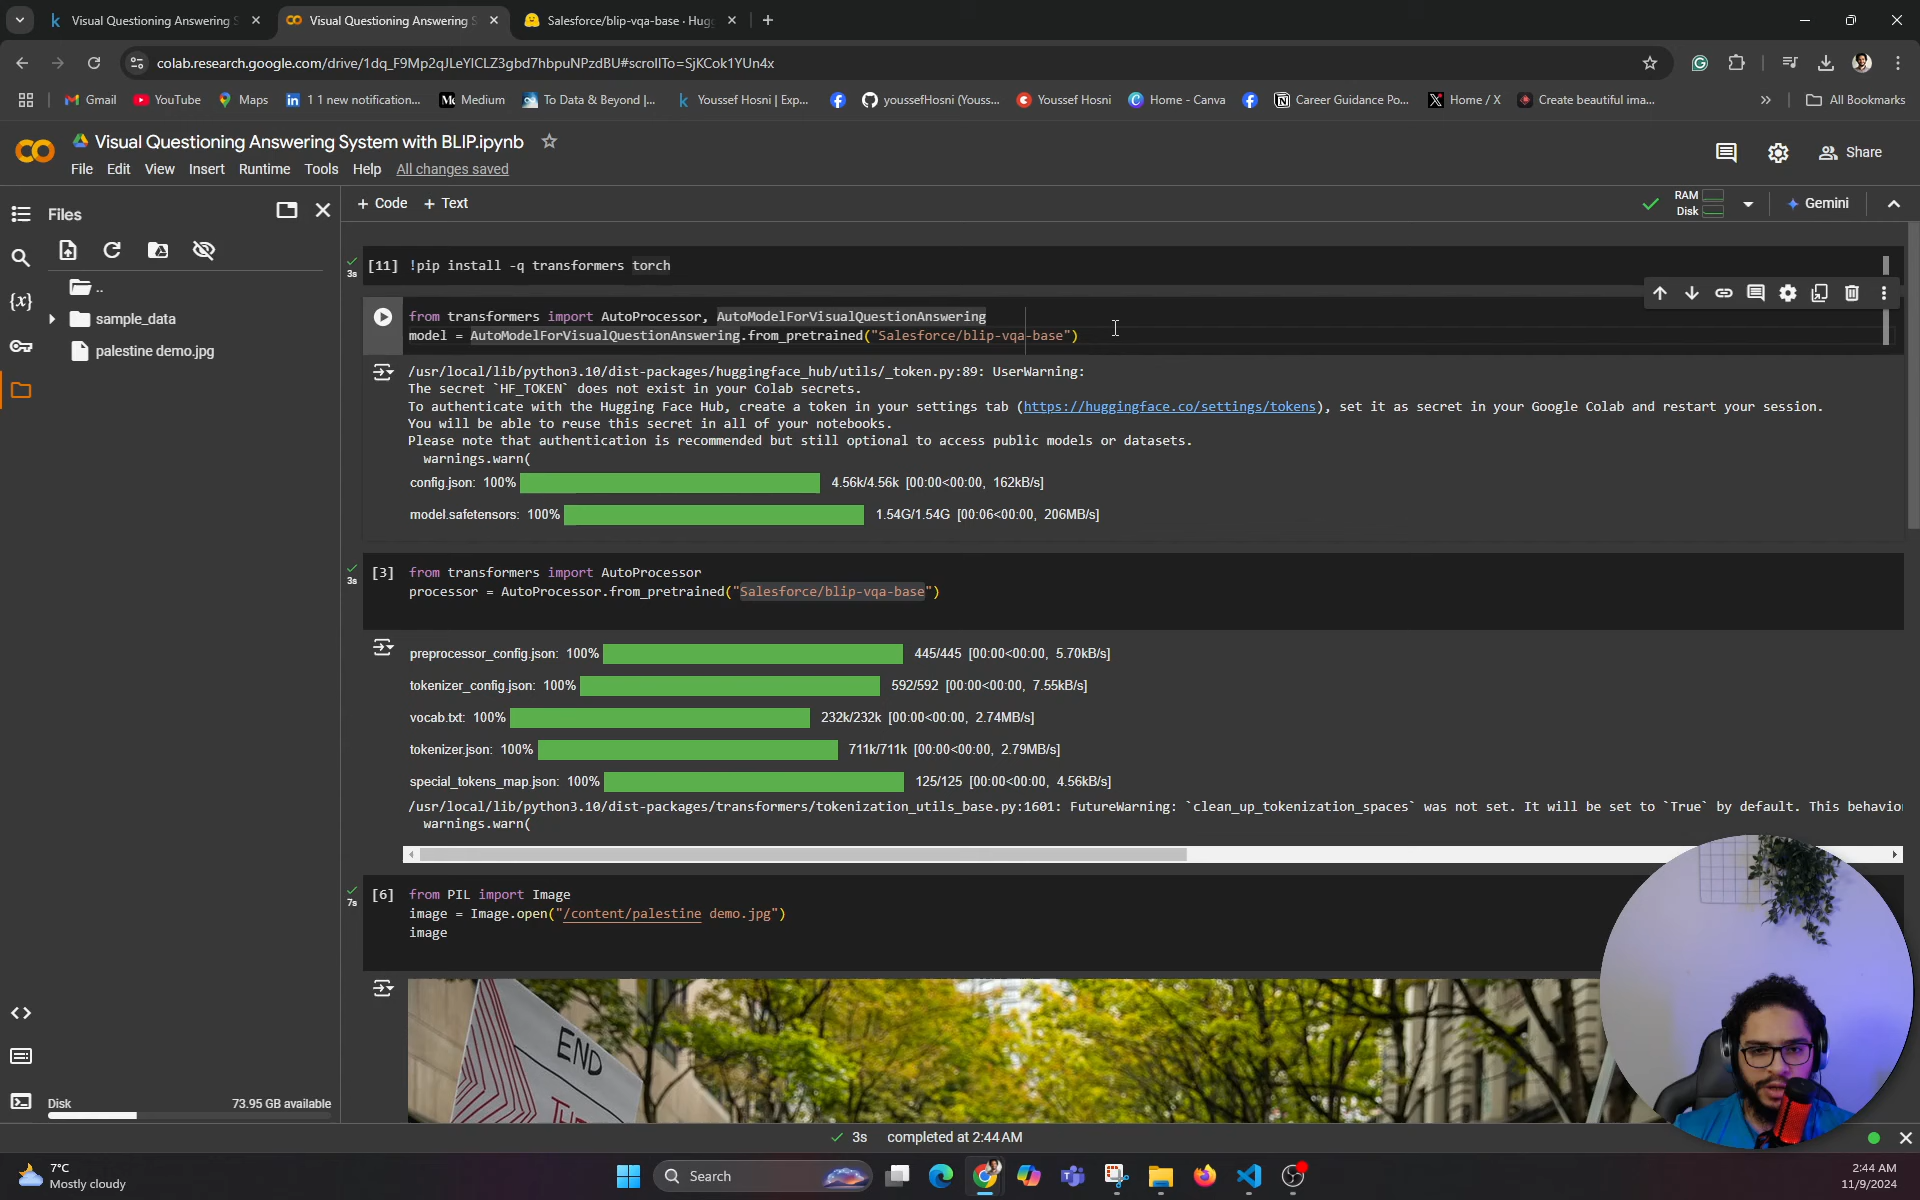 Visual Questioning Answering S
Visual Questioning Answering S
Salesforce/blip-vqa-base · Hug
colab.research.google.com/drive/1dq_F9Mp2qJLeYlCLZ3gbd7hbpuNPzdBU#scrollTo=SjKCok1YUn4x
Gmail
YouTube
Maps
1 1 new notification...
Medium
To Data & Beyond |...
Youssef Hosni | Exp...
youssefHosni (Youss...
Youssef Hosni
Home - Canva
Career Guidance Po...
Home / X
Create beautiful ima...
All Bookmarks
Visual Questioning Answering System with BLIP.ipynb
File Edit View Insert Runtime Tools Help All changes saved
Share
Files
+ Code + Text
RAM
Disk
Gemini
..
sample_data
palestine demo.jpg
3s
[11] !pip install -q transformers torch
from transformers import AutoProcessor, AutoModelForVisualQuestionAnswering
model = AutoModelForVisualQuestionAnswering.from_pretrained("Salesforce/blip-vqa-base")
/usr/local/lib/python3.10/dist-packages/huggingface_hub/utils/_token.py:89: UserWarning:
The secret `HF_TOKEN` does not exist in your Colab secrets.
To authenticate with the Hugging Face Hub, create a token in your settings tab (https://huggingface.co/settings/tokens), set it as secret in your Google Colab and restart your session.
You will be able to reuse this secret in all of your notebooks.
Please note that authentication is recommended but still optional to access public models or datasets.
warnings.warn(
config.json: 100% 4.56k/4.56k [00:00<00:00, 162kB/s]
model.safetensors: 100% 1.54G/1.54G [00:06<00:00, 206MB/s]
3s
[3] from transformers import AutoProcessor
processor = AutoProcessor.from_pretrained("Salesforce/blip-vqa-base")
preprocessor_config.json: 100% 445/445 [00:00<00:00, 5.70kB/s]
tokenizer_config.json: 100% 592/592 [00:00<00:00, 7.55kB/s]
vocab.txt: 100% 232k/232k [00:00<00:00, 2.74MB/s]
tokenizer.json: 100% 711k/711k [00:00<00:00, 2.79MB/s]
special_tokens_map.json: 100% 125/125 [00:00<00:00, 4.56kB/s]
/usr/local/lib/python3.10/dist-packages/transformers/tokenization_utils_base.py:1601: FutureWarning: `clean_up_tokenization_spaces` was not set. It will be set to `True` by default. This behavio
warnings.warn(
7s
[6] from PIL import Image
image = Image.open("/content/palestine demo.jpg")
image
END
Disk 73.95 GB available
3s completed at 2:44 AM
7°C
Mostly cloudy
Search
2:44 AM
11/9/2024